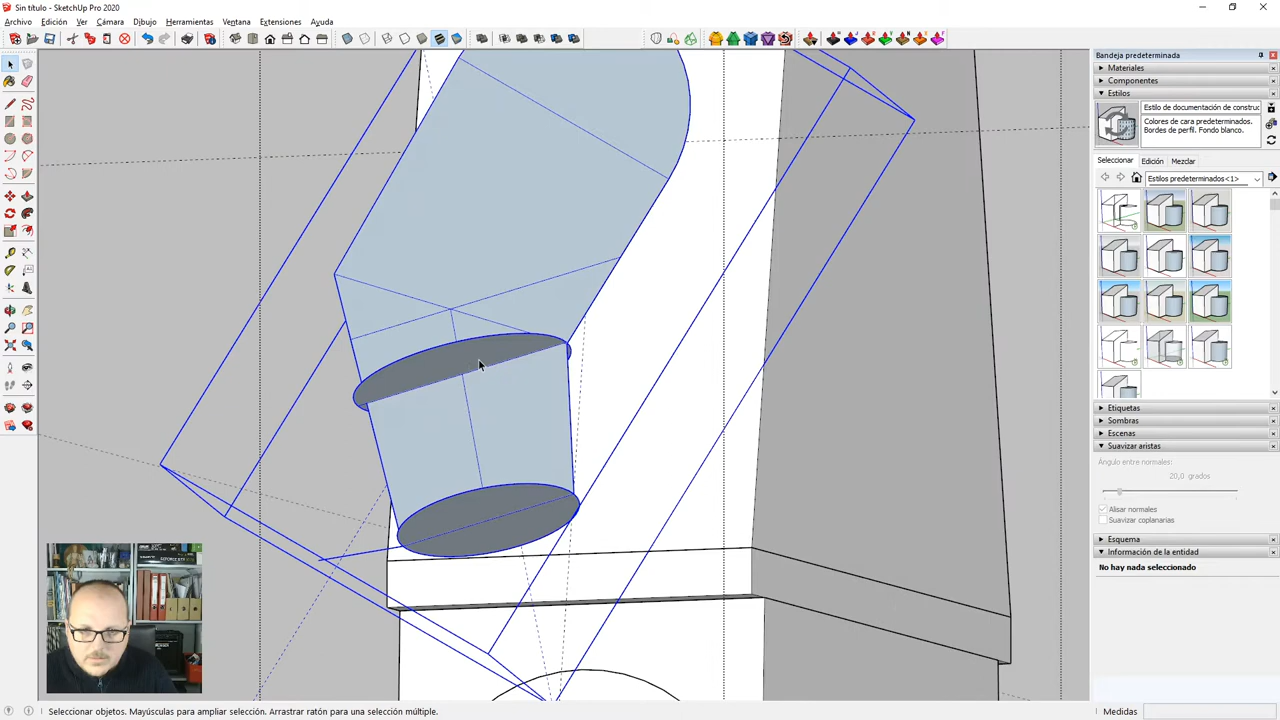 Sin título - SketchUp Pro 2020
Archivo Edición Ver Cámara Dibujo Herramientas Ventana Extensiones Ayuda
Bandeja predeterminada
Materiales
Componentes
Estilos
Estilo de documentación de construc
Colores de cara predeterminados.
Bordes de perfil. Fondo blanco.
Seleccionar Edición Mezclar
Estilos predeterminados<1>
Etiquetas
Sombras
Escenas
Suavizar aristas
Ángulo entre normales:
20,0 grados
Alisar normales
Suavizar coplanarias
Esquema
Información de la entidad
No hay nada seleccionado
Seleccionar objetos. Mayúsculas para ampliar selección. Arrastrar ratón para una selección múltiple.
Medidas